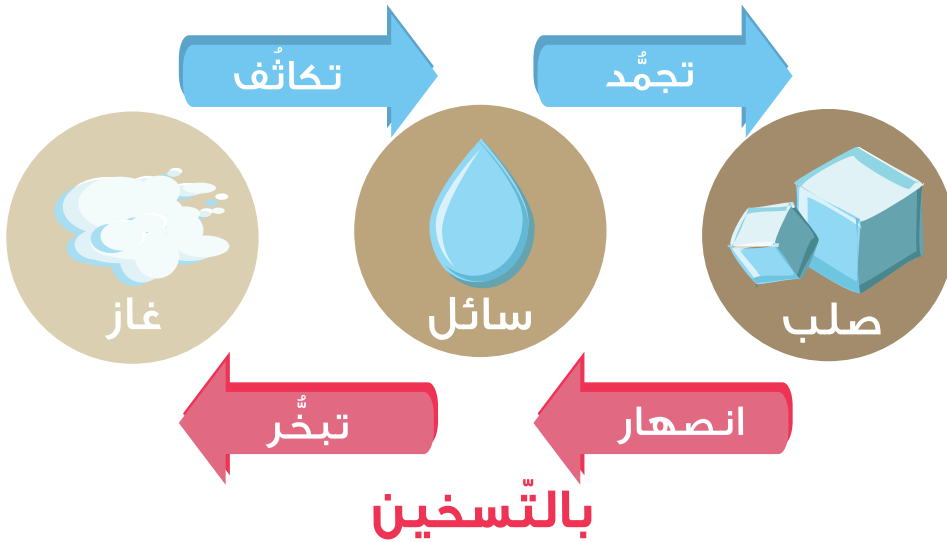 تجمُّد
تكاثُف
صلب
سائل
غاز
انصهار
تبخُّر
بالتّسخين